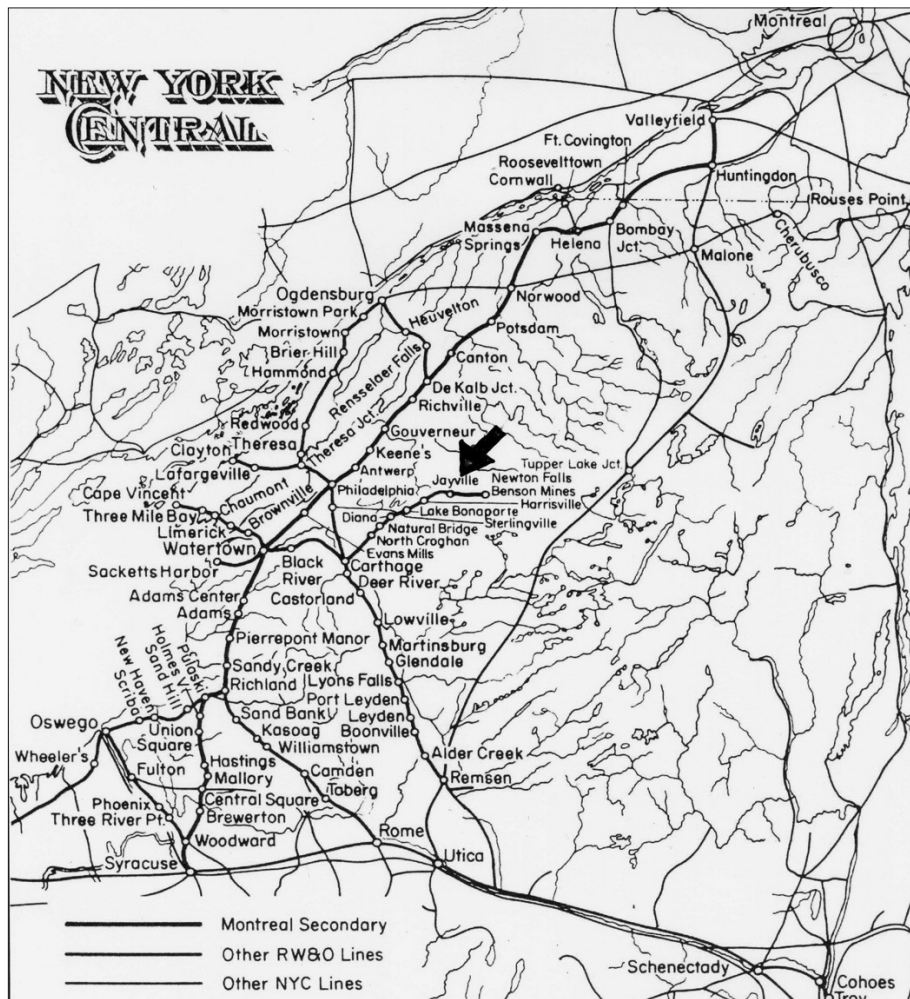 NEW YORK
CENTRAL
Montreal
Valleyfield
Ft. Covington
Roosevelttown
Cornwall
Huntingdon
Rouses Point
Massena
Springs
Helena
Bombay
Jct.
Malone
Cherubusco
Ogdensburg
Norwood
Morristown Park
Heuvelton
Morristown
Potsdam
Brier Hill
Canton
Hammond
Rensselaer Falls
De Kalb Jct.
Richville
Redwood
Theresa
Theresa Jct.
Gouverneur
Clayton
Keene's
Lafargeville
Antwerp
Tupper Lake Jct.
Jayville
Newton Falls
Benson Mines
Cape Vincent
Chaumont
Brownville
Philadelphia
Harrisville
Three Mile Bay
Diana
Lake Bonaparte
Sterlingville
Limerick
Natural Bridge
North Croghan
Watertown
Evans Mills
Sacketts Harbor
Black
River
Carthage
Deer River
Adams Center
Castorland
Adams
Lowville
Pierrepont Manor
Martinsburg
Glendale
Sandy Creek
Lyons Falls
Richland
Pulaski
Holmesv'l
Sand Hill
New Haven
Scriba
Port Leyden
Sand Bank
Leyden
Oswego
Kasoag
Boonville
Union
Square
Williamstown
Wheeler's
Alder Creek
Fulton
Hastings
Mallory
Camden
Remsen
Taberg
Phoenix
Central Square
Three River Pt.
Brewerton
Woodward
Rome
Syracuse
Utica
Montreal Secondary
Other RW&O Lines
Other NYC Lines
Schenectady
Cohoes
Troy